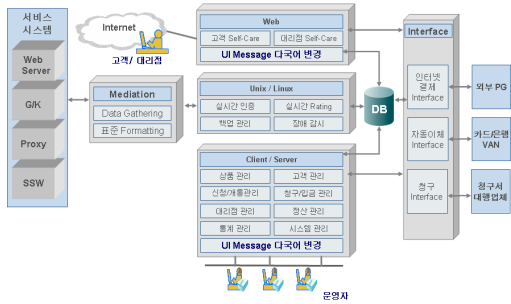 서비스
시스템
Web
Server
G/K
Proxy
SSW
Internet
고객 / 대리점
Mediation
Data Gathering
표준 Formatting
Web
고객 Self-Care
대리점 Self-Care
UI Message 다국어 변경
Unix / Linux
실시간 인증
실시간 Rating
백업 관리
장애 감시
Client / Server
상품 관리
고객 관리
신청/개통관리
청구/입금 관리
대리점 관리
정산 관리
통계 관리
시스템 관리
UI Message 다국어 변경
운영자
DB
Interface
인터넷
결제
Interface
자동이체
Interface
청구
Interface
외부 PG
카드/은행
VAN
청구서
대행업체